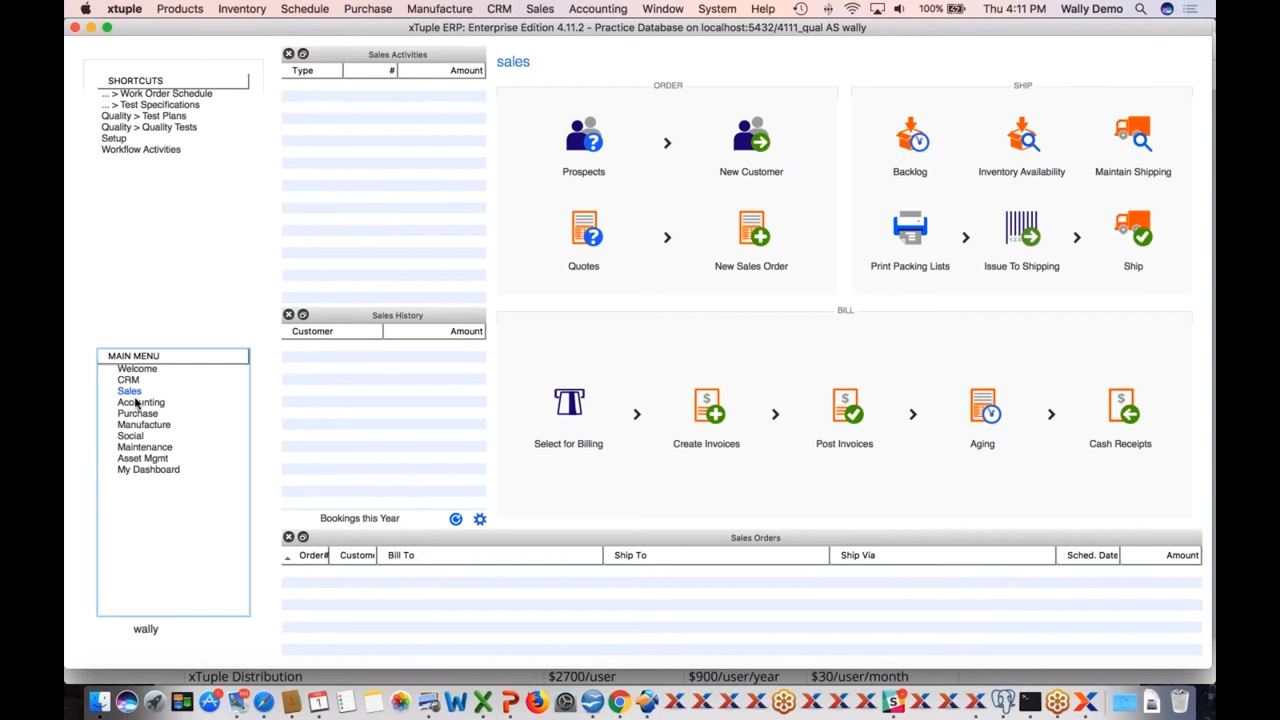 xtuple Products Inventory Schedule Purchase Manufacture CRM Sales Accounting Window System Help 100% Thu 4:11 PM Wally Demo
xTuple ERP: Enterprise Edition 4.11.2 - Practice Database on localhost:5432/4111_qual AS wally
SHORTCUTS
... > Work Order Schedule
... > Test Specifications
Quality > Test Plans
Quality > Quality Tests
Setup
Workflow Activities
MAIN MENU
Welcome
CRM
Sales
Accounting
Purchase
Manufacture
Social
Maintenance
Asset Mgmt
My Dashboard
wally
Sales Activities
Type # Amount
Sales History
Customer Amount
Bookings this Year
sales
ORDER
Prospects New Customer
Quotes New Sales Order
SHIP
Backlog Inventory Availability Maintain Shipping
Print Packing Lists Issue To Shipping Ship
BILL
Select for Billing Create Invoices Post Invoices Aging Cash Receipts
Sales Orders
Order# Custom Bill To Ship To Ship Via Sched. Date Amount
xTuple Distribution $2700/user $900/user/year $30/user/month